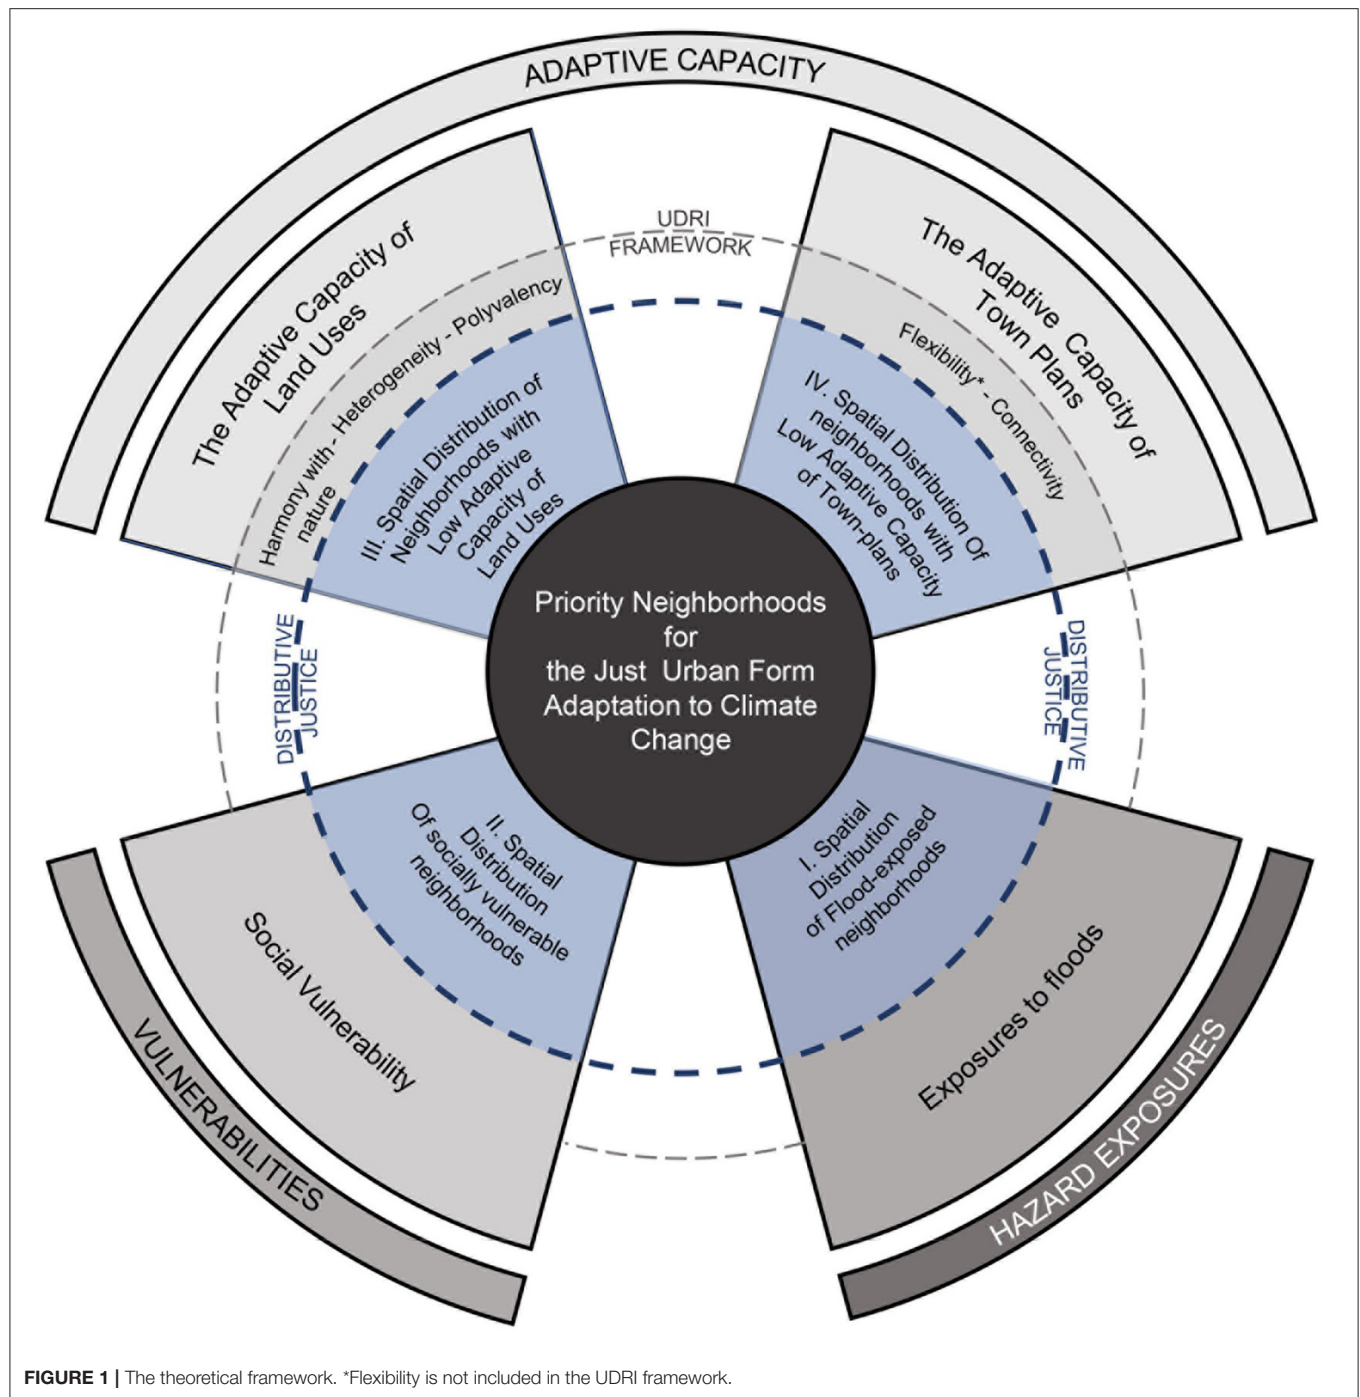 ADAPTIVE CAPACITY
UDRI
FRAMEWORK
The Adaptive Capacity of
Land Uses
Harmony with - Heterogeneity - Polyvalency
nature
III. Spatial Distribution of
Neighborhoods with
Low Adaptive
Capacity of
Land Uses
The Adaptive Capacity of
Town Plans
Flexibility* - Connectivity
IV. Spatial Distribution Of
neighborhoods with
Low Adaptive Capacity
of Town-plans
DISTRIBUTIVE
JUSTICE
Priority Neighborhoods
for
the Just Urban Form
Adaptation to Climate
Change
DISTRIBUTIVE
JUSTICE
II. Spatial
Distribution
Of socially vulnerable
neighborhoods
Social Vulnerability
VULNERABILITIES
I. Spatial
Distribution
of Flood-exposed
neighborhoods
Exposures to floods
HAZARD EXPOSURES
FIGURE 1 | The theoretical framework. *Flexibility is not included in the UDRI framework.